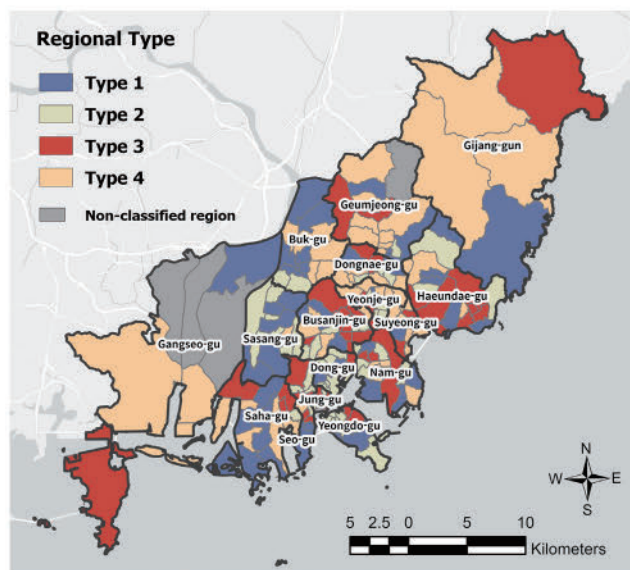 Regional Type
Type 1
Type 2
Type 3
Type 4
Non-classified region
Gijang-gun
Geumjeong-gu
Buk-gu
Dongnae-gu
Haeundae-gu
Yeonje-gu
Busanjin-gu
Suyeong-gu
Sasang-gu
Gangseo-gu
Dong-gu
Nam-gu
Jung-gu
Saha-gu
Yeongdo-gu
Seo-gu
N
W E
S
5 2.5 0 5 10
Kilometers